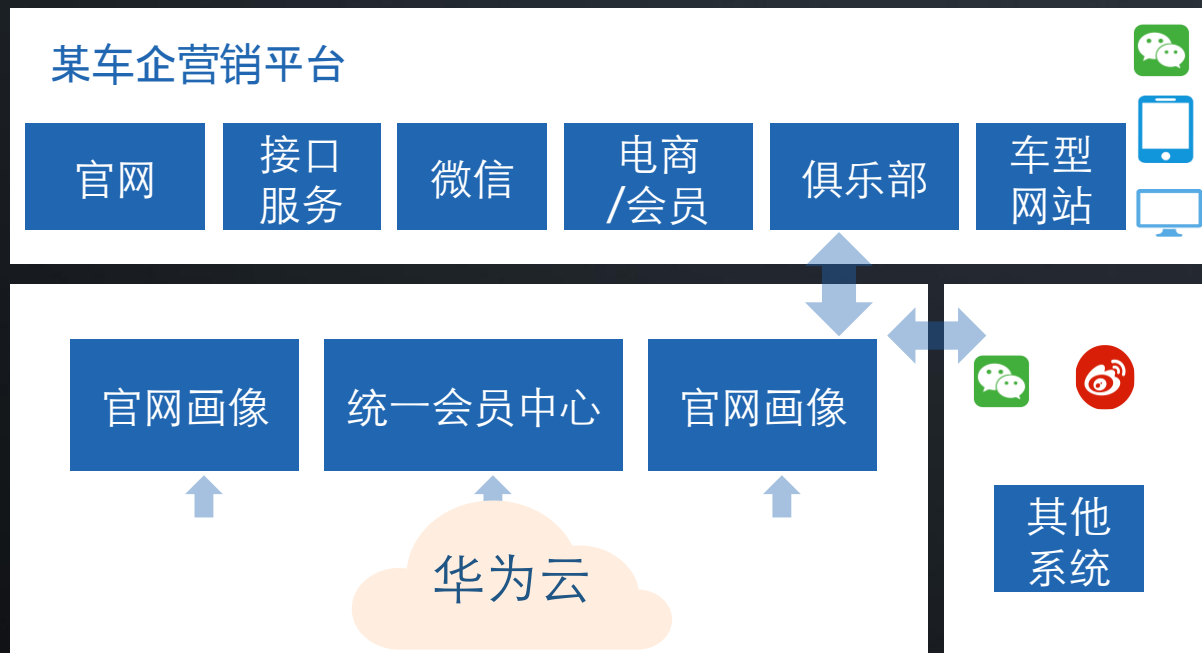 某车企营销平台
官网
接口
服务
微信
电商
/会员
俱乐部
车型
网站
官网画像
统一会员中心
官网画像
华为云
其他
系统